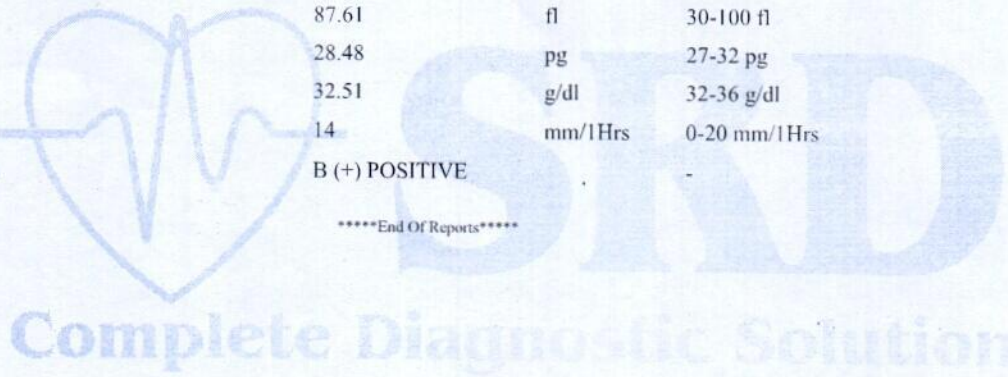 87.61 fl 30-100 fl
28.48 pg 27-32 pg
32.51 g/dl 32-36 g/dl
14 mm/1Hrs 0-20 mm/1Hrs
B (+) POSITIVE . -
*****End Of Reports*****
SRD
Complete Diagnostic Solution